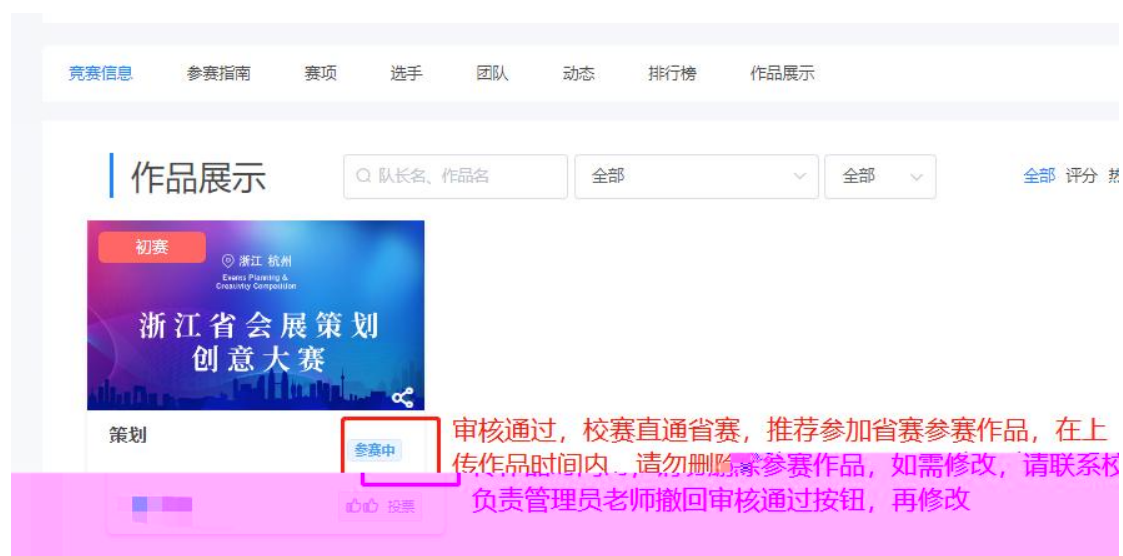 竞赛信息 参赛指南 赛项 选手 团队 动态 排行榜 作品展示
作品展示 队长名、作品名 全部 全部 全部 评分 热
初赛
浙江 杭州
Events Planning &
Creativity Competition
浙江省会展策划
创意大赛
策划
参赛中
审核通过，校赛直通省赛，推荐参加省赛参赛作品，在上
传作品时间内，请勿删除参赛作品，如需修改，请联系校
负责管理员老师撤回审核通过按钮，再修改
投票